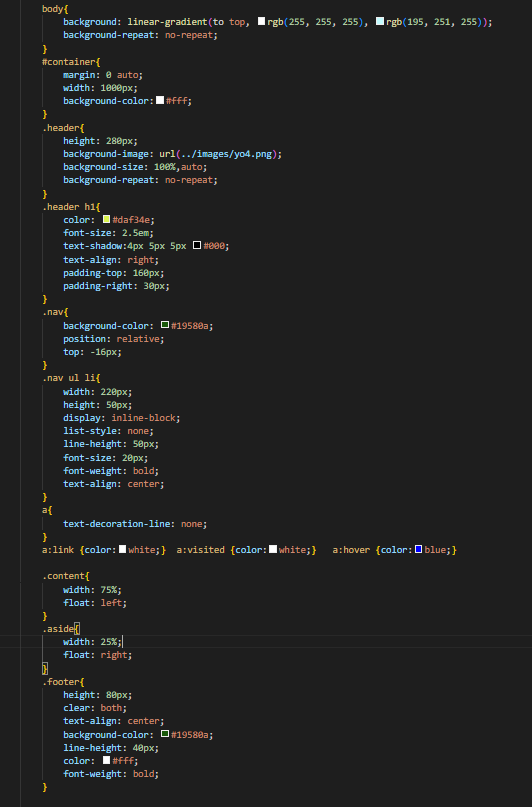 body{
    background: linear-gradient(to top, rgb(255, 255, 255), rgb(195, 251, 255));
    background-repeat: no-repeat;
}
#container{
    margin: 0 auto;
    width: 1000px;
    background-color:#fff;
}
.header{
    height: 280px;
    background-image: url(../images/yo4.png);
    background-size: 100%,auto;
    background-repeat: no-repeat;
}
.header h1{
    color: #daf34e;
    font-size: 2.5em;
    text-shadow:4px 5px 5px #000;
    text-align: right;
    padding-top: 160px;
    padding-right: 30px;
}
.nav{
    background-color: #19580a;
    position: relative;
    top: -16px;
}
.nav ul li{
    width: 220px;
    height: 50px;
    display: inline-block;
    list-style: none;
    line-height: 50px;
    font-size: 20px;
    font-weight: bold;
    text-align: center;
}
a{
    text-decoration-line: none;
}
a:link {color:white;}  a:visited {color:white;}   a:hover {color:blue;}

.content{
    width: 75%;
    float: left;
}
.aside{
    width: 25%;
    float: right;
}
.footer{
    height: 80px;
    clear: both;
    text-align: center;
    background-color: #19580a;
    line-height: 40px;
    color: #fff;
    font-weight: bold;
}